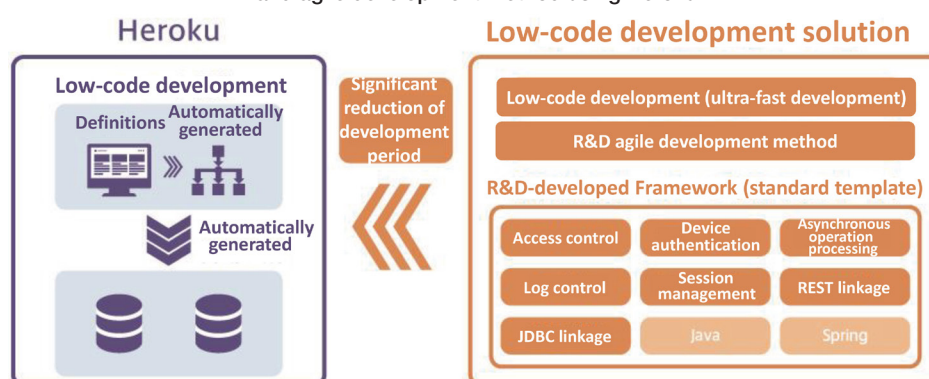 Heroku
Low-code development
Definitions
Automatically
generated
Automatically
generated
Significant
reduction of
development
period
Low-code development solution
Low-code development (ultra-fast development)
R&D agile development method
R&D-developed Framework (standard template)
Access control
Device
authentication
Asynchronous
operation
processing
Log control
Session
management
REST linkage
JDBC linkage
Java
Spring